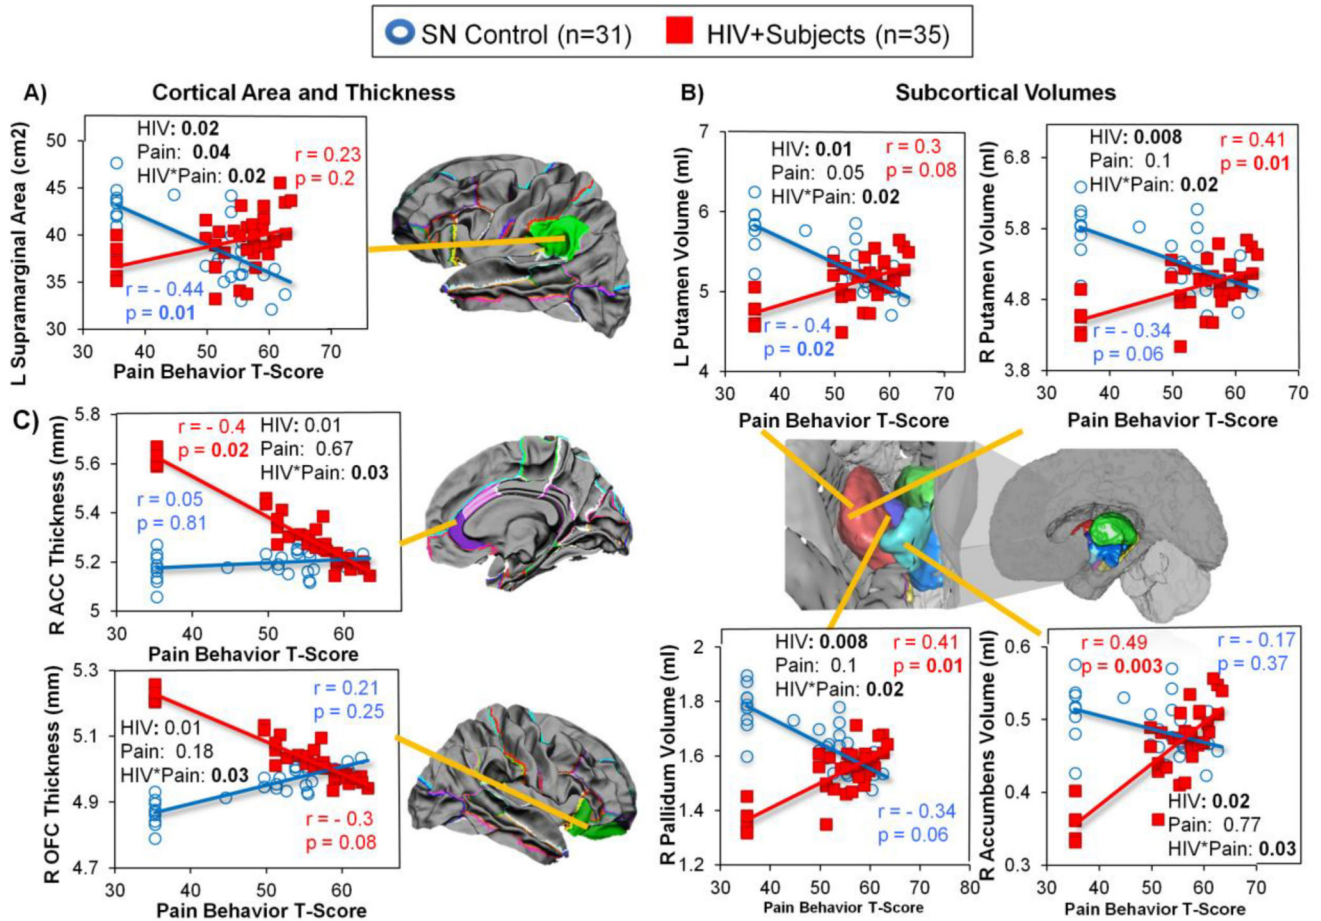 SN Control (n=31) HIV+Subjects (n=35)
A) Cortical Area and Thickness
HIV: 0.02
Pain: 0.04
HIV*Pain: 0.02
r = 0.23
p = 0.2
r = - 0.44
p = 0.01
L Supramarginal Area (cm2)
50
45
40
35
30
30 40 50 60 70
Pain Behavior T-Score
B) Subcortical Volumes
HIV: 0.01
Pain: 0.05
HIV*Pain: 0.02
r = 0.3
p = 0.08
r = - 0.4
p = 0.02
L Putamen Volume (ml)
7
6
5
4
30 40 50 60 70
Pain Behavior T-Score
HIV: 0.008
Pain: 0.1
HIV*Pain: 0.02
r = 0.41
p = 0.01
r = - 0.34
p = 0.06
R Putamen Volume (ml)
6.8
5.8
4.8
3.8
30 40 50 60 70
Pain Behavior T-Score
C)
r = - 0.4
p = 0.02
HIV: 0.01
Pain: 0.67
HIV*Pain: 0.03
r = 0.05
p = 0.81
R ACC Thickness (mm)
5.8
5.6
5.4
5.2
5
30 40 50 60
Pain Behavior T-Score
r = 0.21
p = 0.25
HIV: 0.01
Pain: 0.18
HIV*Pain: 0.03
r = - 0.3
p = 0.08
R OFC Thickness (mm)
5.3
5.1
4.9
4.7
30 40 50 60
Pain Behavior T-Score
HIV: 0.008
Pain: 0.1
HIV*Pain: 0.02
r = 0.41
p = 0.01
r = - 0.34
p = 0.06
R Pallidum Volume (ml)
2
1.8
1.6
1.4
1.2
30 40 50 60 70 80
Pain Behavior T-Score
r = 0.49
p = 0.003
r = - 0.17
p = 0.37
HIV: 0.02
Pain: 0.77
HIV*Pain: 0.03
R Accumbens Volume (ml)
0.6
0.5
0.4
0.3
30 40 50 60 70
Pain Behavior T-Score